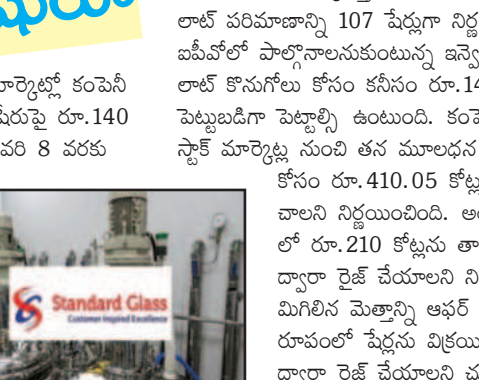 షురూ
మార్కెట్లో కంపెనీ
షేరుపై రూ.140
వరి 8 వరకు
లాట్ పరిమాణాన్ని 107 షేర్లుగా నిర్ణ
ఐపీవోలో పాల్గొనాలనుకుంటున్న ఇన్వె
లాట్ కొనుగోలు కోసం కనీసం రూ.14
పెట్టుబడిగా పెట్టాల్సి ఉంటుంది. కంపె
స్టాక్ మార్కెట్ల నుంచి తన మూలధన
కోసం రూ.410.05 కోట్ల
చాలని నిర్ణయించింది. అం
లో రూ.210 కోట్లను తా
ద్వారా రైజ్ చేయాలని ని
మిగిలిన మెత్తాన్ని ఆఫర్
రూపంలో షేర్లను విక్రయి
ద్వారా రైజ్ చేయాలని చూ
Standard Glass
Customer Inspired Excellence